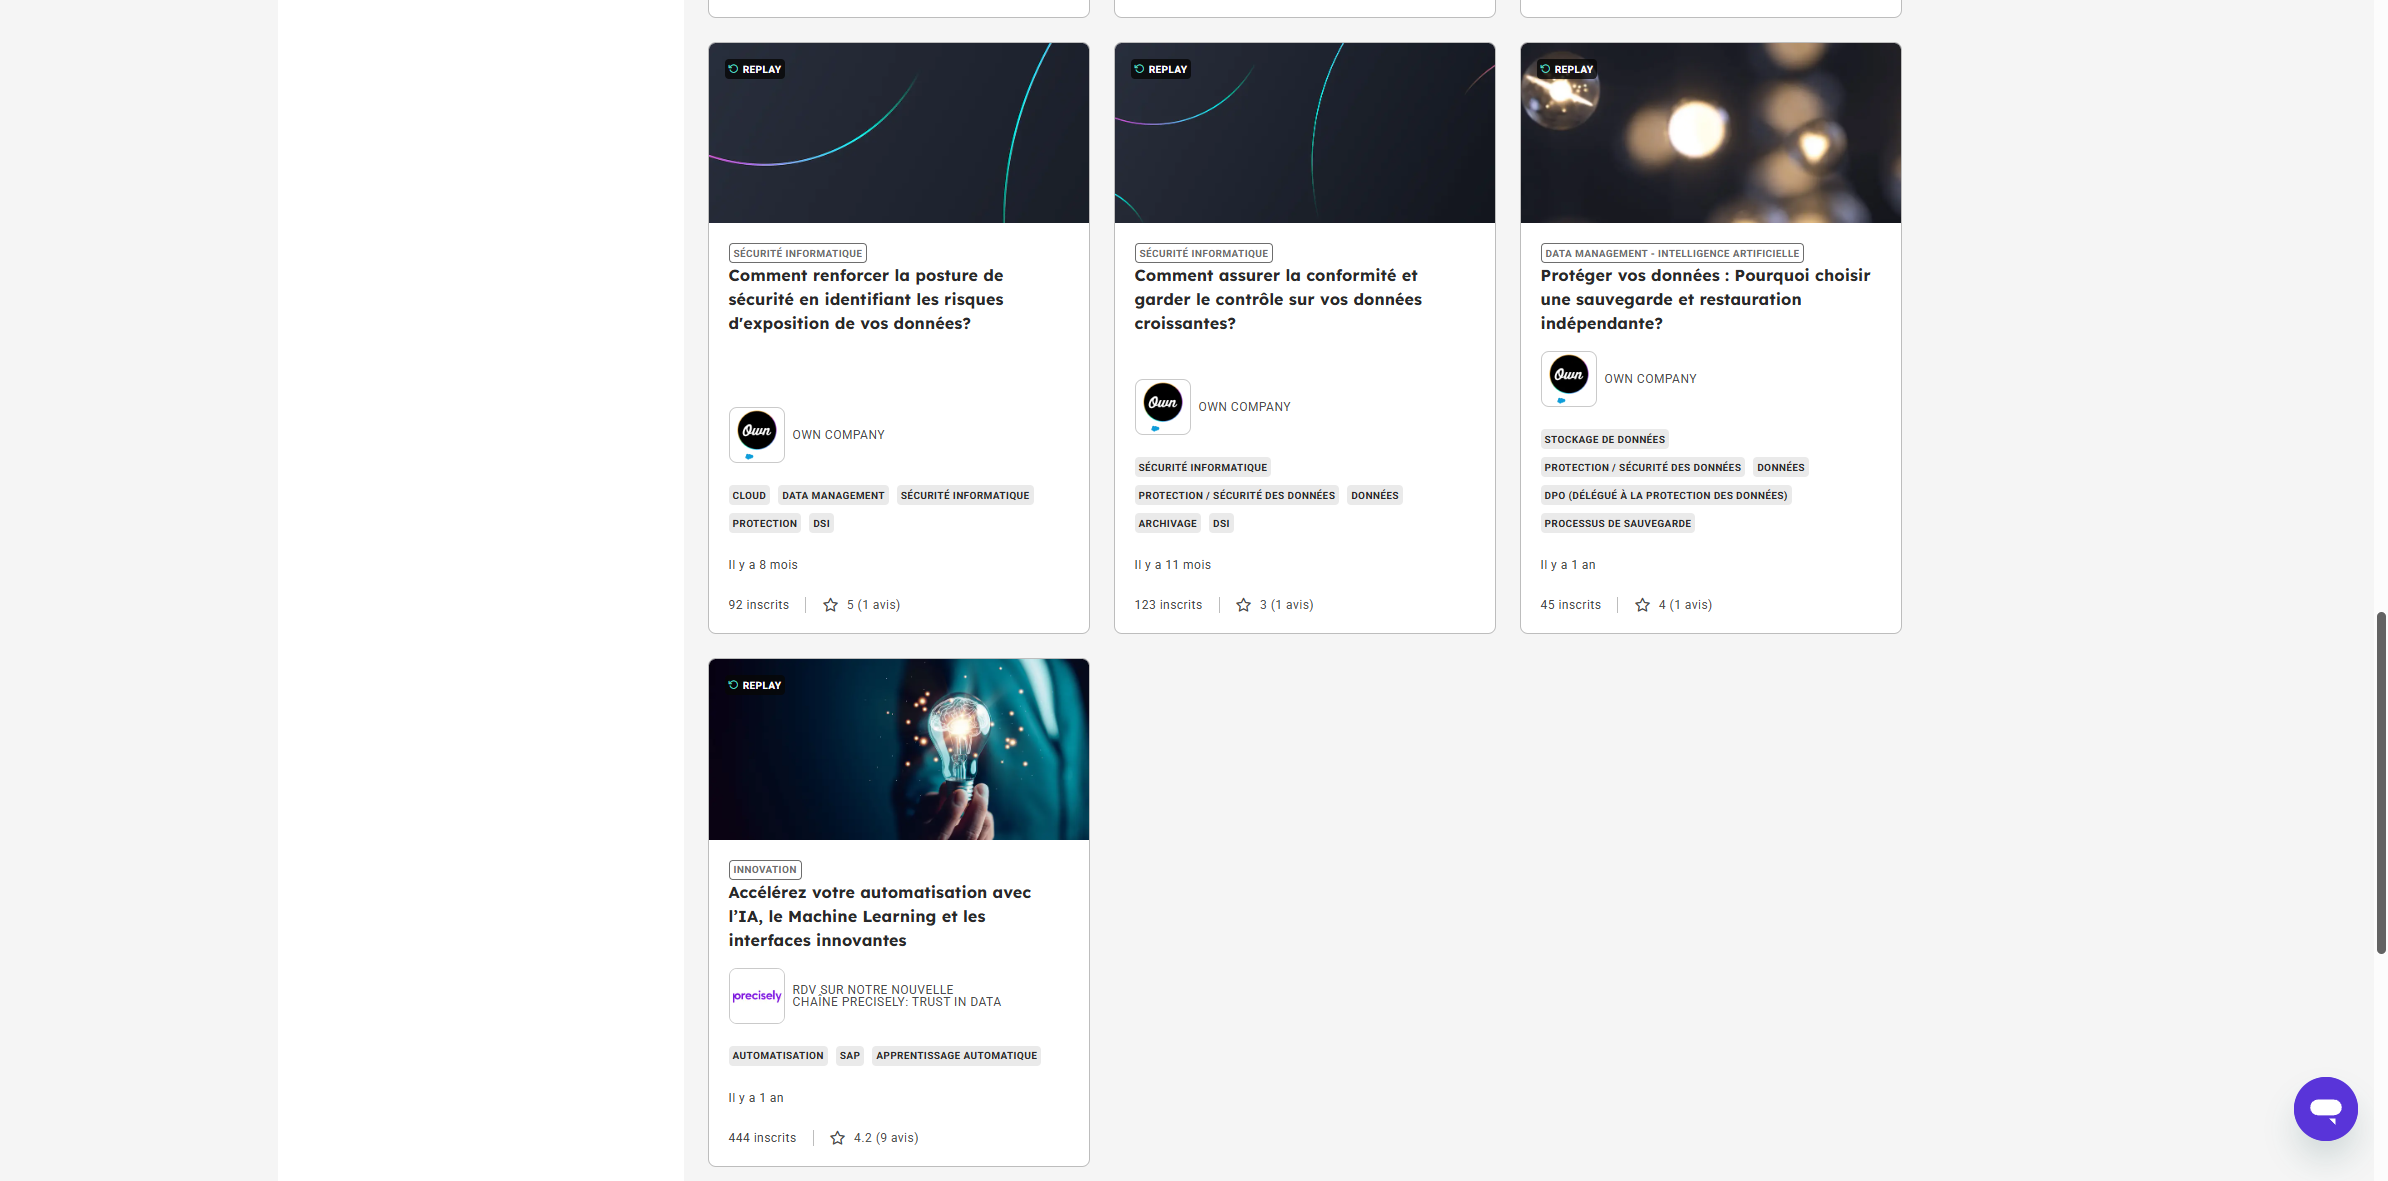 REPLAY
SÉCURITÉ INFORMATIQUE
Comment renforcer la posture de
sécurité en identifiant les risques
d'exposition de vos données?
Own
OWN COMPANY
CLOUD DATA MANAGEMENT SÉCURITÉ INFORMATIQUE
PROTECTION DSI
Il y a 8 mois
92 inscrits 5 (1 avis)
REPLAY
SÉCURITÉ INFORMATIQUE
Comment assurer la conformité et
garder le contrôle sur vos données
croissantes?
Own
OWN COMPANY
SÉCURITÉ INFORMATIQUE
PROTECTION / SÉCURITÉ DES DONNÉES DONNÉES
ARCHIVAGE DSI
Il y a 11 mois
123 inscrits 3 (1 avis)
REPLAY
DATA MANAGEMENT - INTELLIGENCE ARTIFICIELLE
Protéger vos données : Pourquoi choisir
une sauvegarde et restauration
indépendante?
Own
OWN COMPANY
STOCKAGE DE DONNÉES
PROTECTION / SÉCURITÉ DES DONNÉES DONNÉES
DPO (DÉLÉGUÉ À LA PROTECTION DES DONNÉES)
PROCESSUS DE SAUVEGARDE
Il y a 1 an
45 inscrits 4 (1 avis)
REPLAY
INNOVATION
Accélérez votre automatisation avec
l’IA, le Machine Learning et les
interfaces innovantes
precisely
RDV SUR NOTRE NOUVELLE
CHAÎNE PRECISELY: TRUST IN DATA
AUTOMATISATION SAP APPRENTISSAGE AUTOMATIQUE
Il y a 1 an
444 inscrits 4.2 (9 avis)